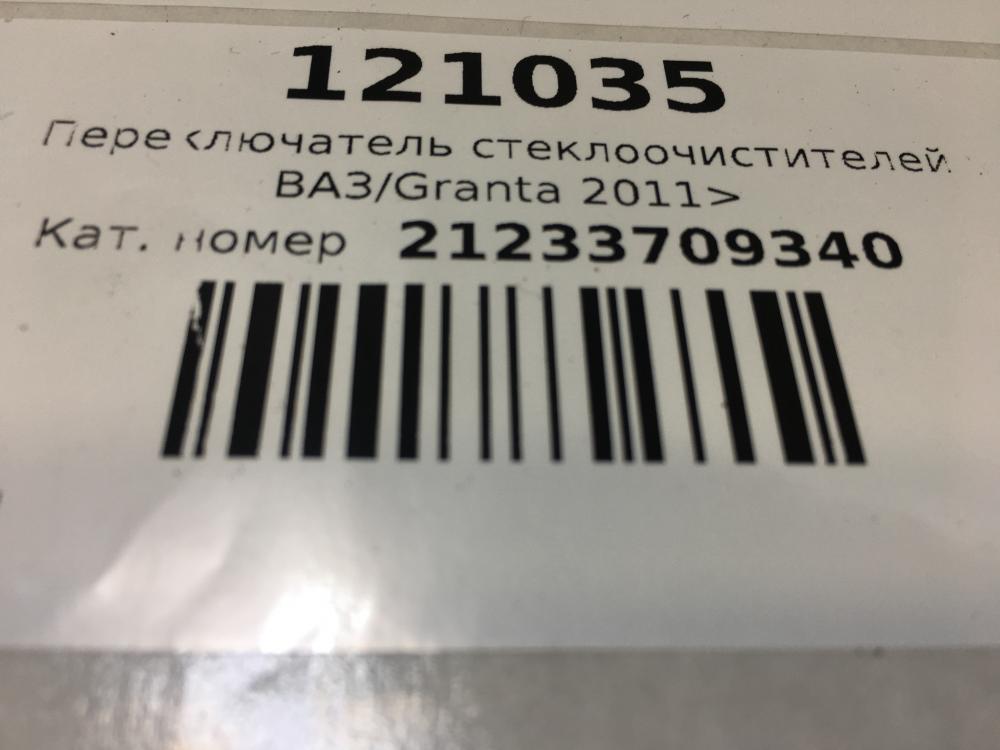 121035
Переключатель стеклоочистителей
ВАЗ/Granta 2011>
Кат. номер 21233709340